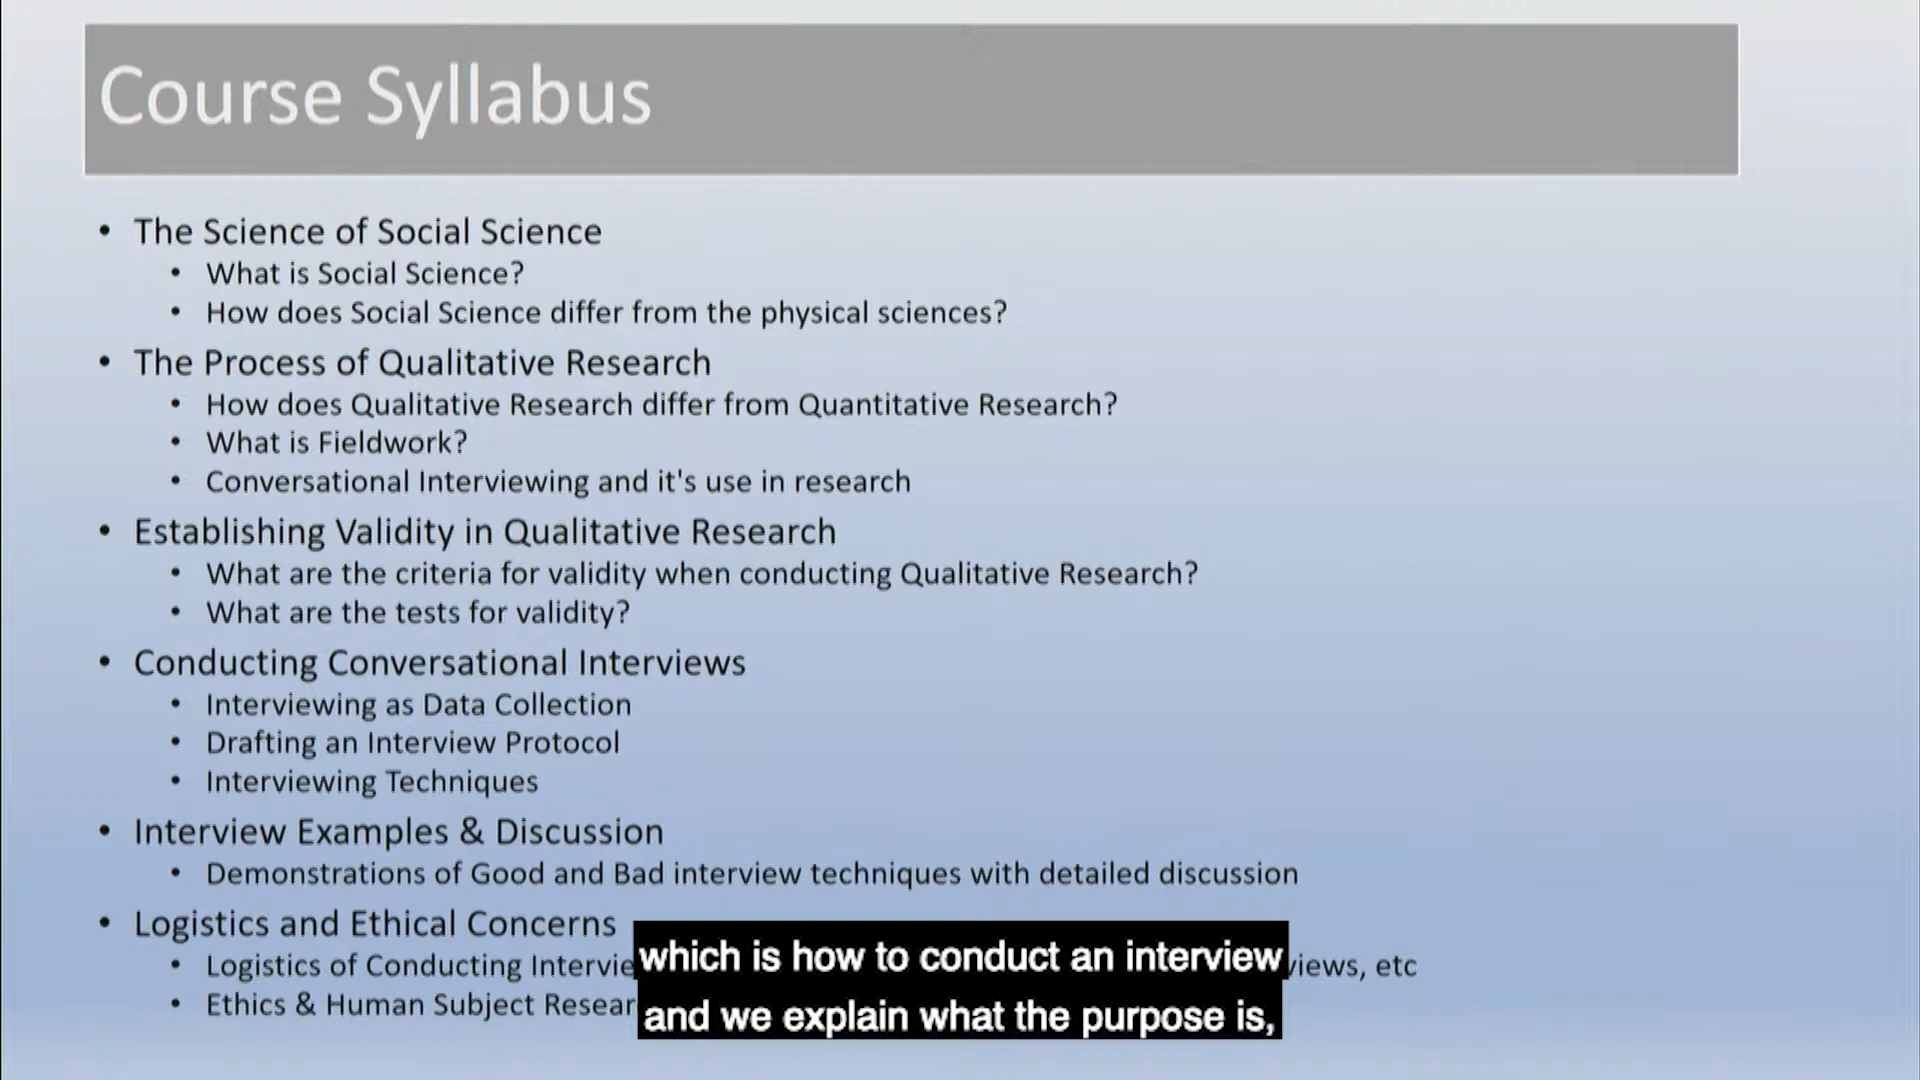 Course Syllabus
• The Science of Social Science
• What is Social Science?
• How does Social Science differ from the physical sciences?
• The Process of Qualitative Research
• How does Qualitative Research differ from Quantitative Research?
• What is Fieldwork?
• Conversational Interviewing and it's use in research
• Establishing Validity in Qualitative Research
• What are the criteria for validity when conducting Qualitative Research?
• What are the tests for validity?
• Conducting Conversational Interviews
• Interviewing as Data Collection
• Drafting an Interview Protocol
• Interviewing Techniques
• Interview Examples & Discussion
• Demonstrations of Good and Bad interview techniques with detailed discussion
• Logistics and Ethical Concerns
• Logistics of Conducting etc
• Ethics & Human Subject
which is how to conduct an interview
and we explain what the purpose is,